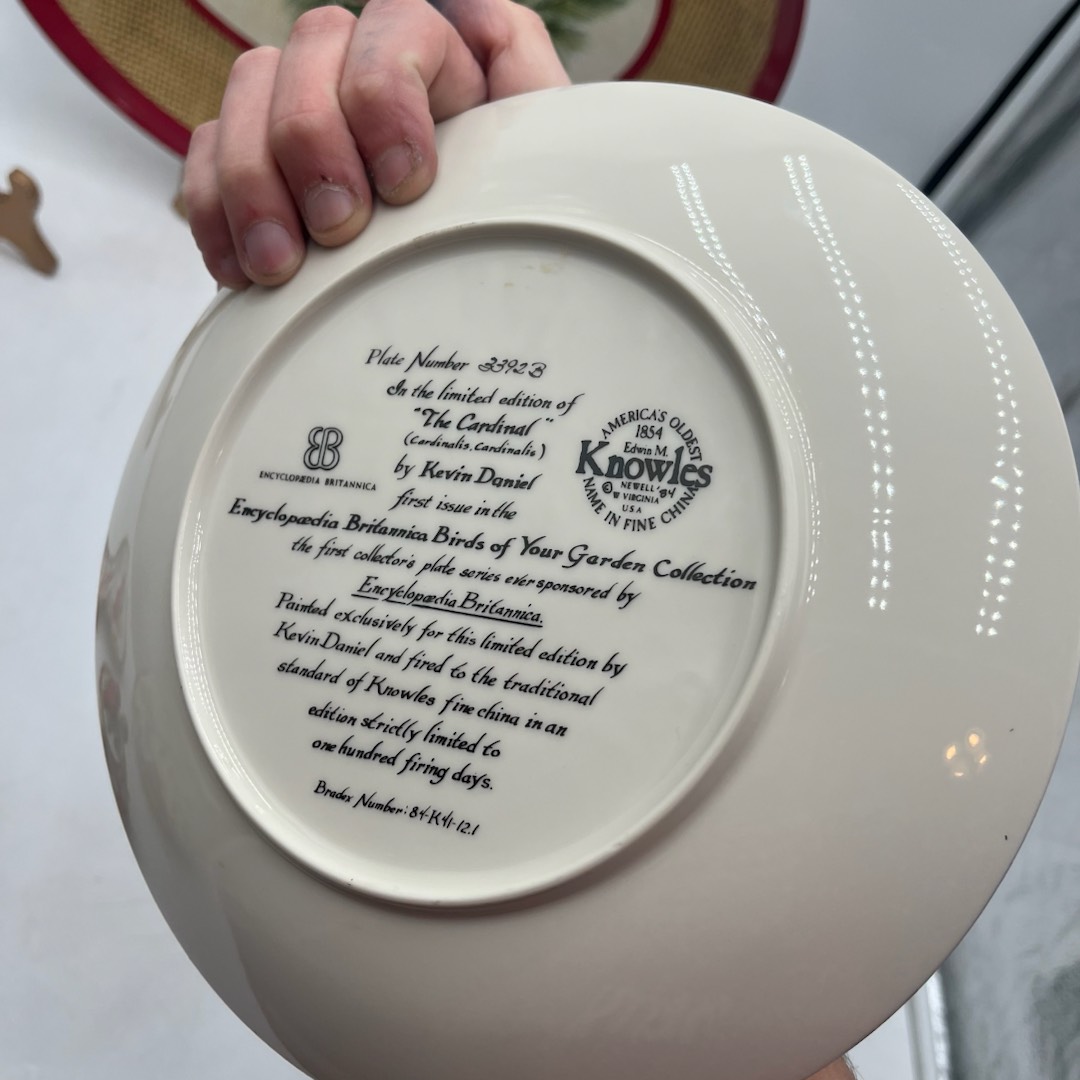 Plate Number 3392B
In the limited edition of
"The Cardinal"
(Cardinalis. Cardinalis)
by Kevin Daniel
first issue in the
Encyclopædia Britannica Birds of Your Garden Collection
the first collector's plate series ever sponsored by
Encyclopædia Britannica.
Painted exclusively for this limited edition by
Kevin Daniel and fired to the traditional
standard of Knowles fine china in an
edition strictly limited to
one hundred firing days.
Bradex Number: 84-K41-12.1
ENCYCLOPÆDIA BRITANNICA
AMERICA'S OLDEST
1854
Edwin M.
Knowles
NEWELL '84
© W VIRGINIA
USA
NAME IN FINE CHINA